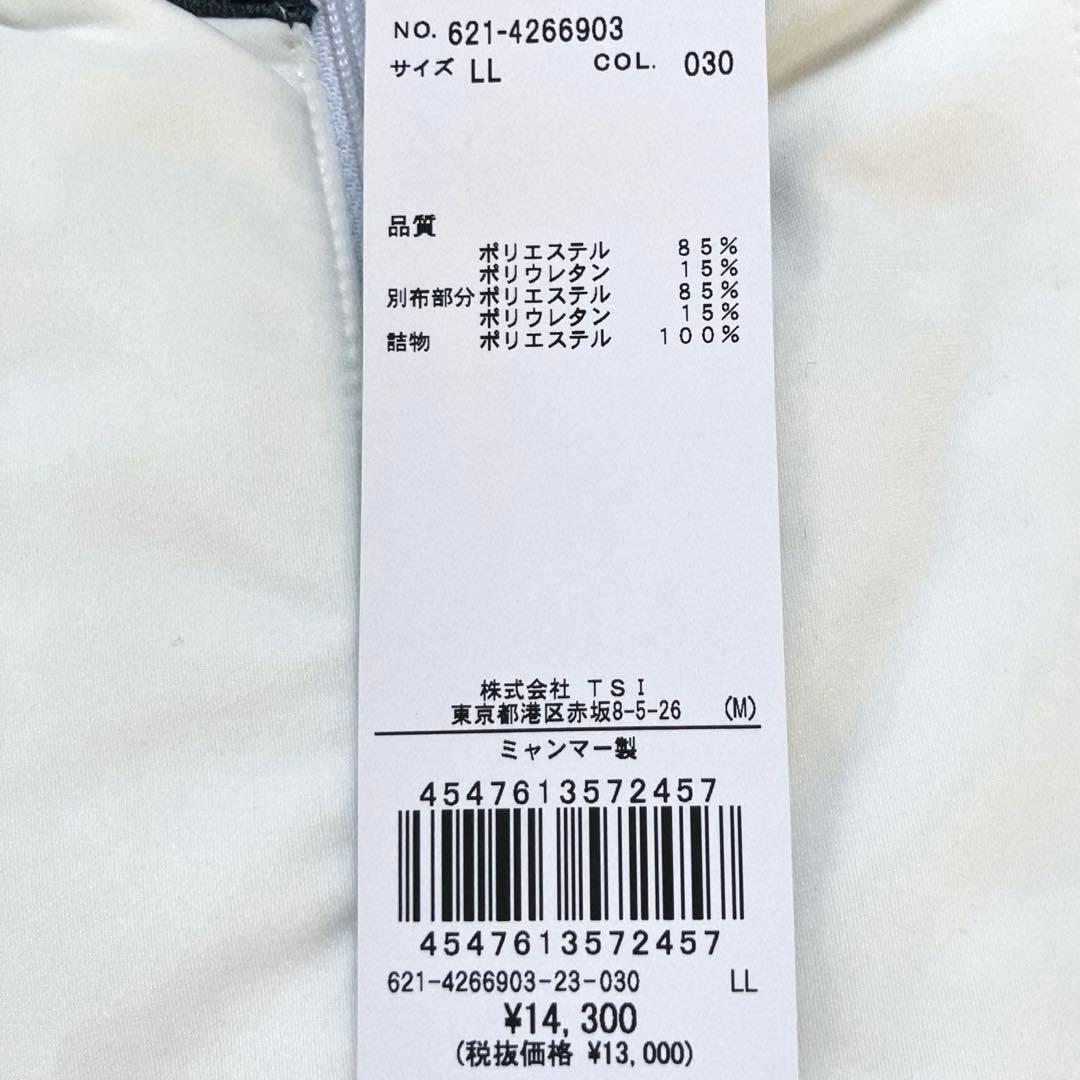 NO. 621-4266903
サイズ LL COL. 030
品質
ポリエステル 85%
ポリウレタン 15%
別布部分 ポリエステル 85%
ポリウレタン 15%
詰物 ポリエステル 100%
株式会社 TSI
東京都港区赤坂8-5-26 (M)
ミャンマー製
4547613572457
4547613572457
621-4266903-23-030 LL
¥14,300
(税抜価格 ¥13,000)